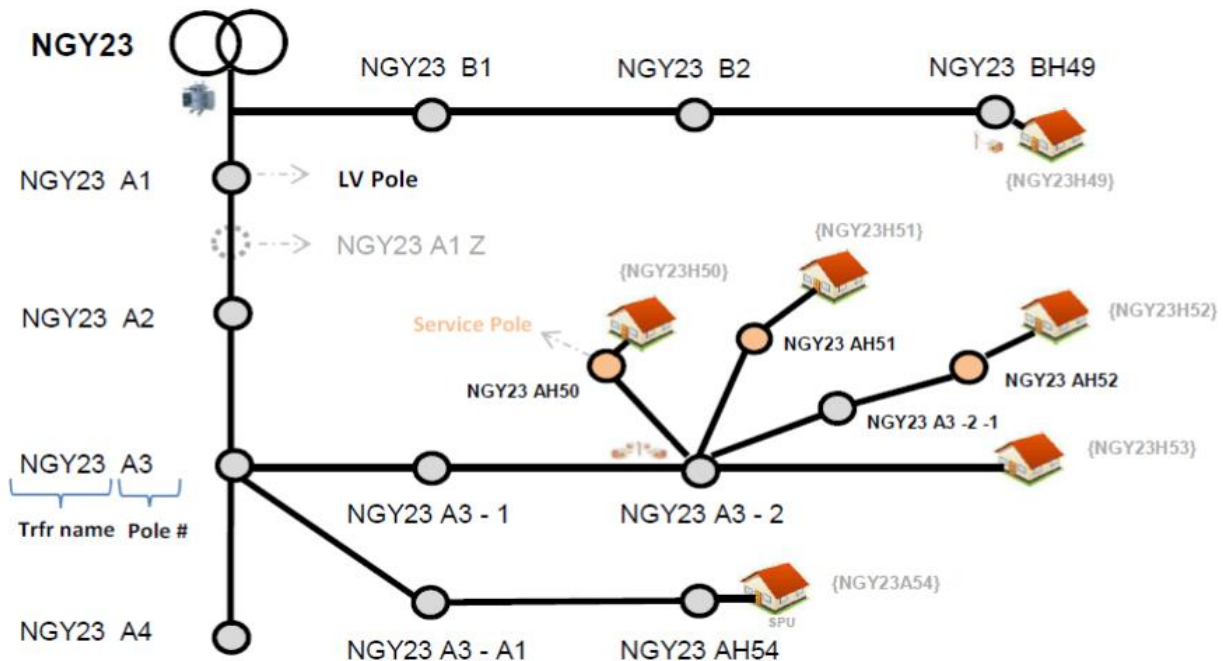 NGY23
NGY23 B1
NGY23 B2
NGY23 BH49
{NGY23H49}
NGY23 A1
LV Pole
NGY23 A1 Z
{NGY23H51}
{NGY23H50}
{NGY23H52}
NGY23 A2
Service Pole
NGY23 AH51
NGY23 AH50
NGY23 AH52
NGY23 A3 -2 -1
{NGY23H53}
NGY23 A3
Trfr name Pole #
NGY23 A3 - 1
NGY23 A3 - 2
{NGY23A54}
SPU
NGY23 A4
NGY23 A3 - A1
NGY23 AH54